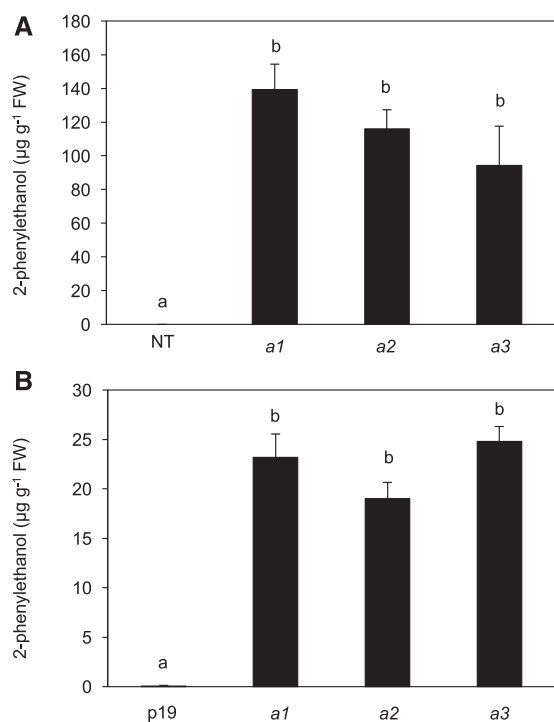 A
2-phenylethanol (µg g⁻¹ FW)
180
160
140
120
100
80
60
40
20
0
b
b
b
a
NT
a1
a2
a3
B
2-phenylethanol (µg g⁻¹ FW)
30
25
20
15
10
5
0
b
b
b
a
p19
a1
a2
a3